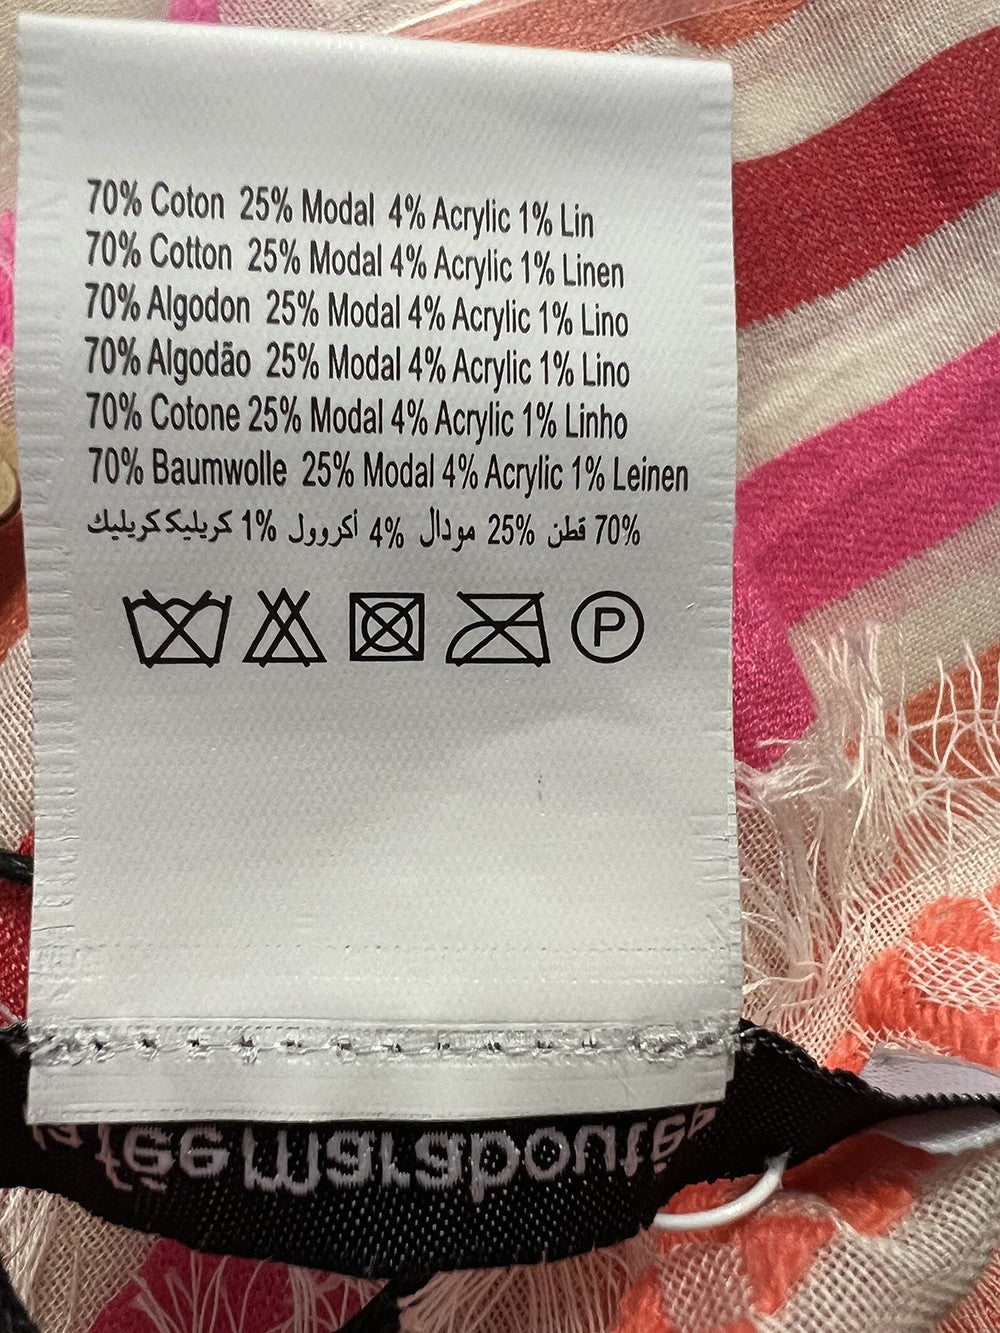 70% Coton 25% Modal 4% Acrylic 1% Lin
70% Cotton 25% Modal 4% Acrylic 1% Linen
70% Algodon 25% Modal 4% Acrylic 1% Lino
70% Algodão 25% Modal 4% Acrylic 1% Lino
70% Cotone 25% Modal 4% Acrylic 1% Linho
70% Baumwolle 25% Modal 4% Acrylic 1% Leinen
70% قطن 25% مودال 4% أكروول 1% كريليك كريليك
P
fée maraboutée